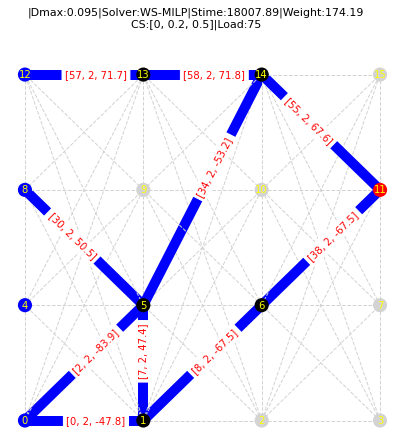 |Dmax:0.095|Solver:WS-MILP|Stime:18007.89|Weight:174.19
CS:[0, 0.2, 0.5]|Load:75
12
[57, 2, 71.7]
13
[58, 2, 71.8]
14
[55, 2, 67.6]
[34, 2, -53.2]
8
11
[30, 2, 50.5]
[38, 2, -67.5]
4
5
6
[2, 2, -83.9]
[7, 2, 47.4]
[8, 2, -67.5]
0
[0, 2, -47.8]
1